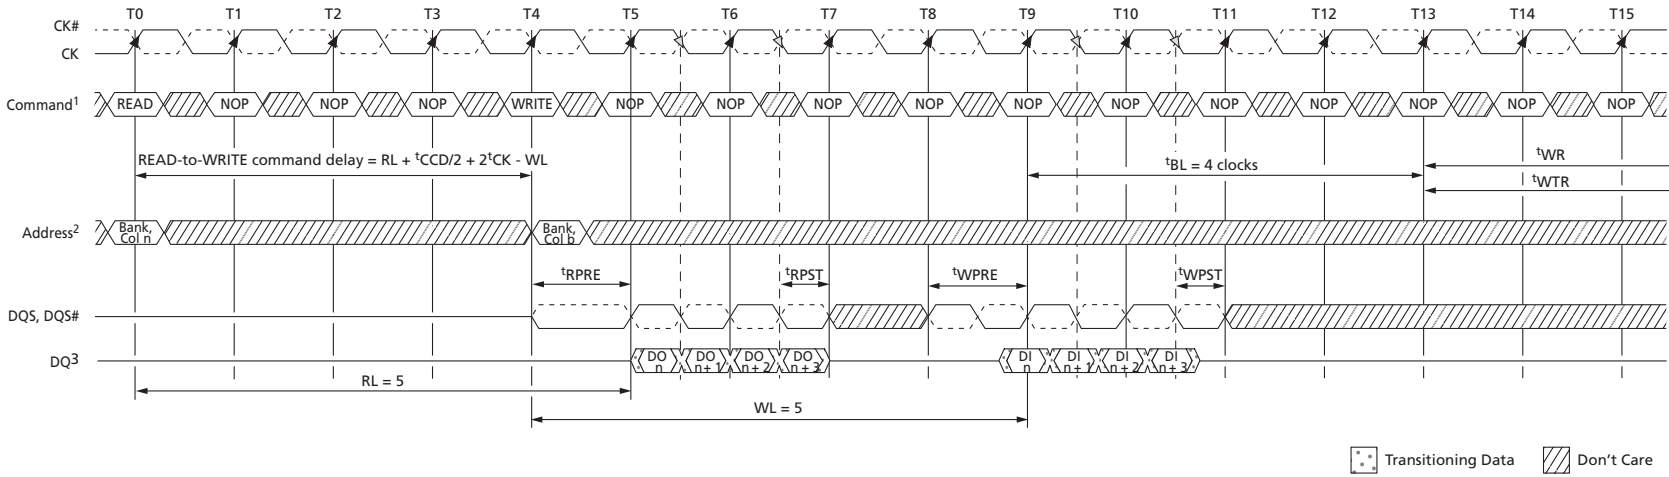 T0 T1 T2 T3 T4 T5 T6 T7 T8 T9 T10 T11 T12 T13 T14 T15
CK#
CK
Command1 READ NOP NOP NOP WRITE NOP NOP NOP NOP NOP NOP NOP NOP NOP NOP NOP
READ-to-WRITE command delay = RL + tCCD/2 + 2tCK - WL
tBL = 4 clocks
tWR
tWTR
Address2 Bank, Col n Bank, Col b
tRPRE tRPST tWPRE tWPST
DQS, DQS#
DQ3 DO n DO n + 1 DO n + 2 DO n + 3 DI n DI n + 1 DI n + 2 DI n + 3
RL = 5
WL = 5
Transitioning Data Don't Care